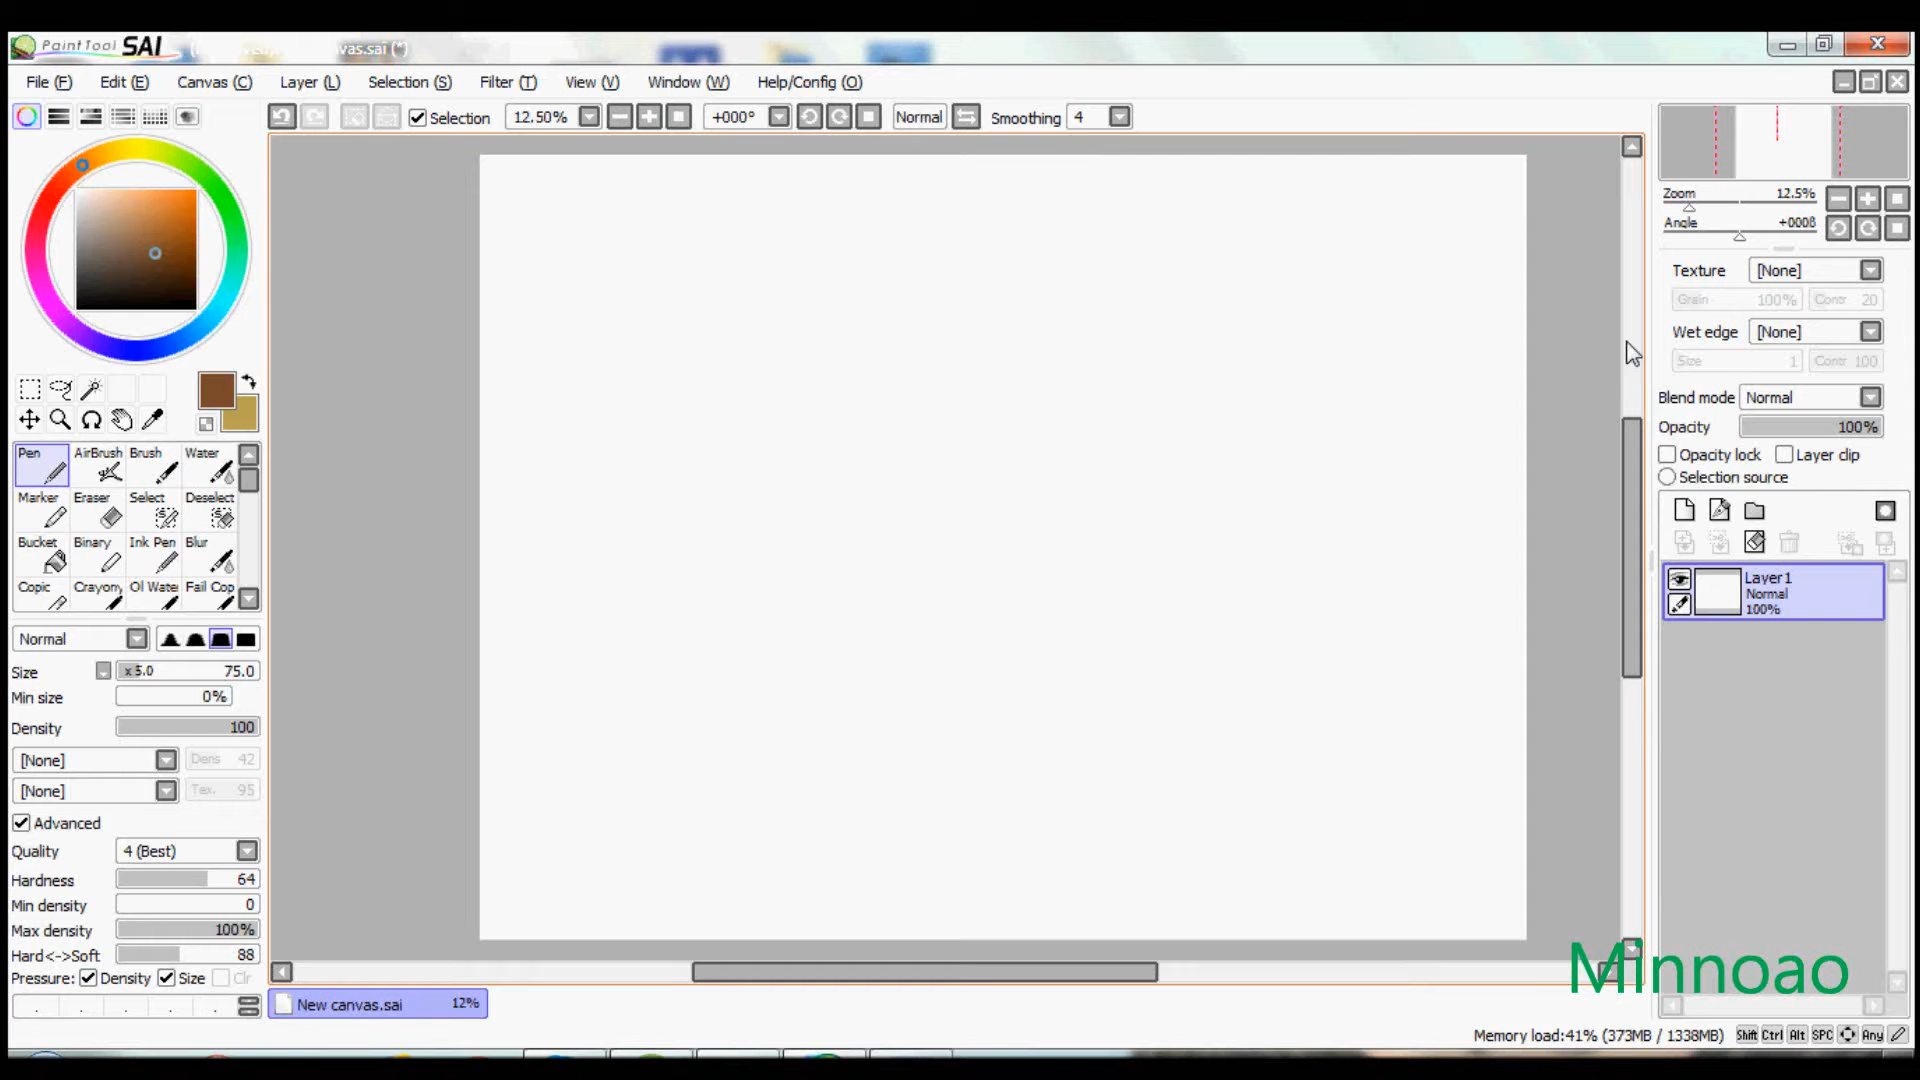 PaintTool SAI
nvas.sai (*)
File (F) Edit (E) Canvas (C) Layer (L) Selection (S) Filter (T) View (V) Window (W) Help/Config (O)
Selection 12.50% +000° Normal Smoothing 4
Zoom 12.5%
Angle +000ß
Texture [None]
Grain 100% Contr 20
Wet edge [None]
Size 1 Contr 100
Blend mode Normal
Opacity 100%
Opacity lock Layer clip
Selection source
Layer1
Normal
100%
Pen AirBrush Brush Water
Marker Eraser Select Deselect
Bucket Binary Ink Pen Blur
Copic Crayony Ol Wate Fail Cop
Normal
Size x5.0 75.0
Min size 0%
Density 100
[None] Dens 42
[None] Tex. 95
Advanced
Quality 4 (Best)
Hardness 64
Min density 0
Max density 100%
Hard<->Soft 88
Pressure: Density Size Clr
New canvas.sai 12%
Minnoao
Memory load:41% (373MB / 1338MB) Shift Ctrl Alt SPC Any